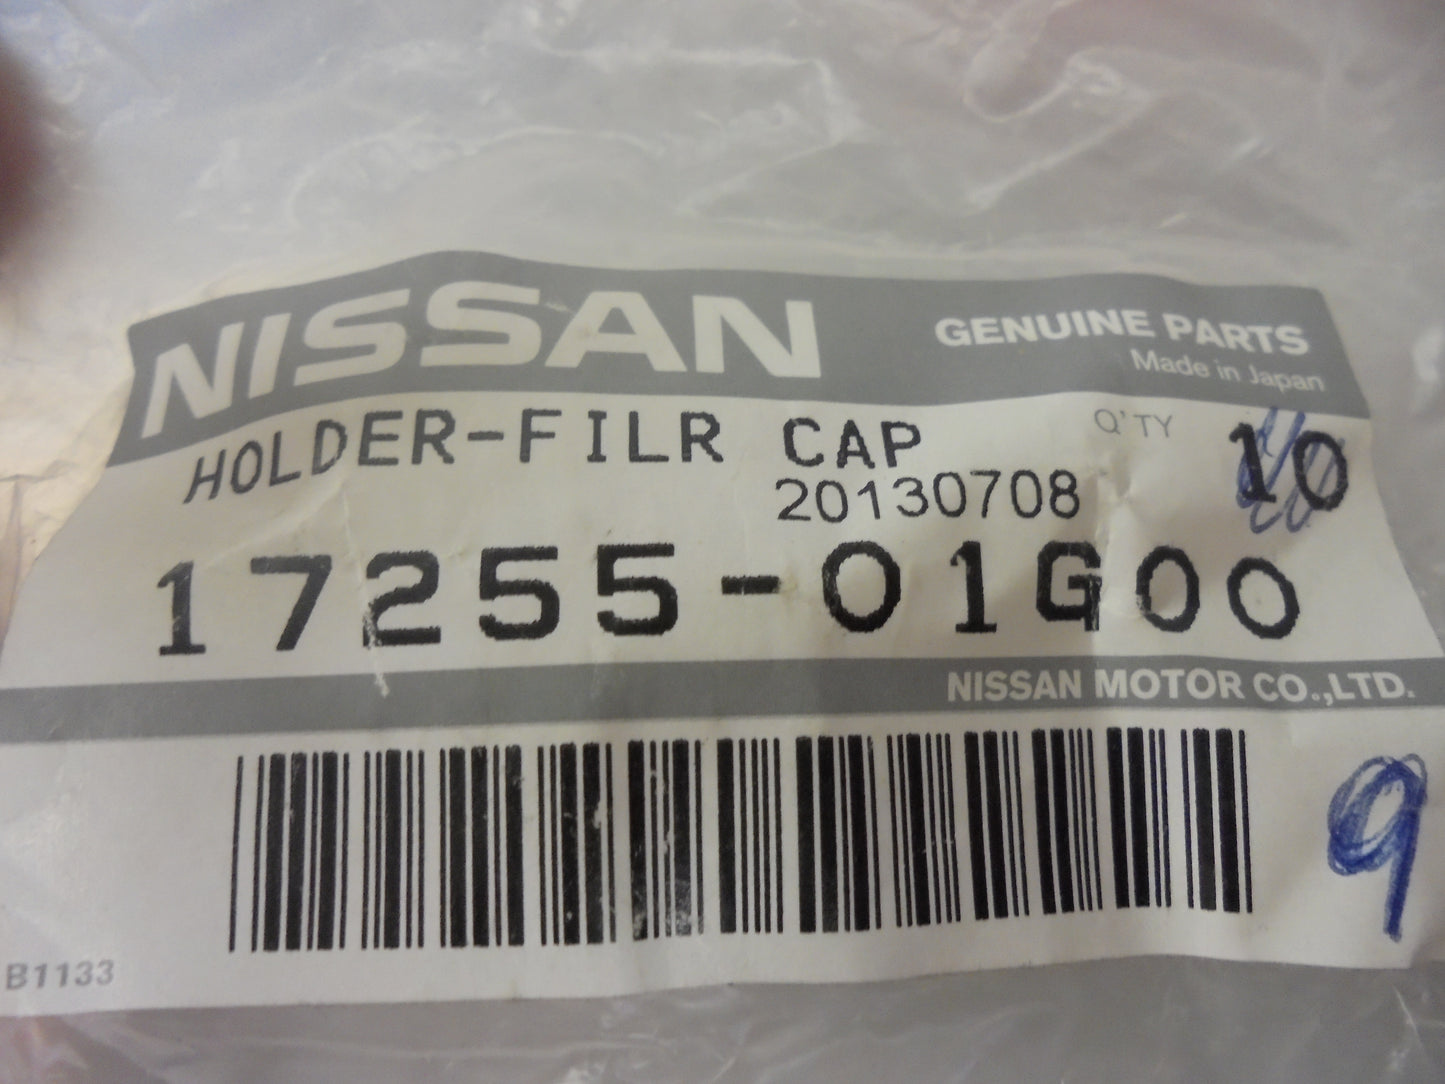 NISSAN
GENUINE PARTS
Made in Japan
HOLDER-FILR CAP
Q'TY 10
20130708
17255-01G00
NISSAN MOTOR CO.,LTD.
9
B1133